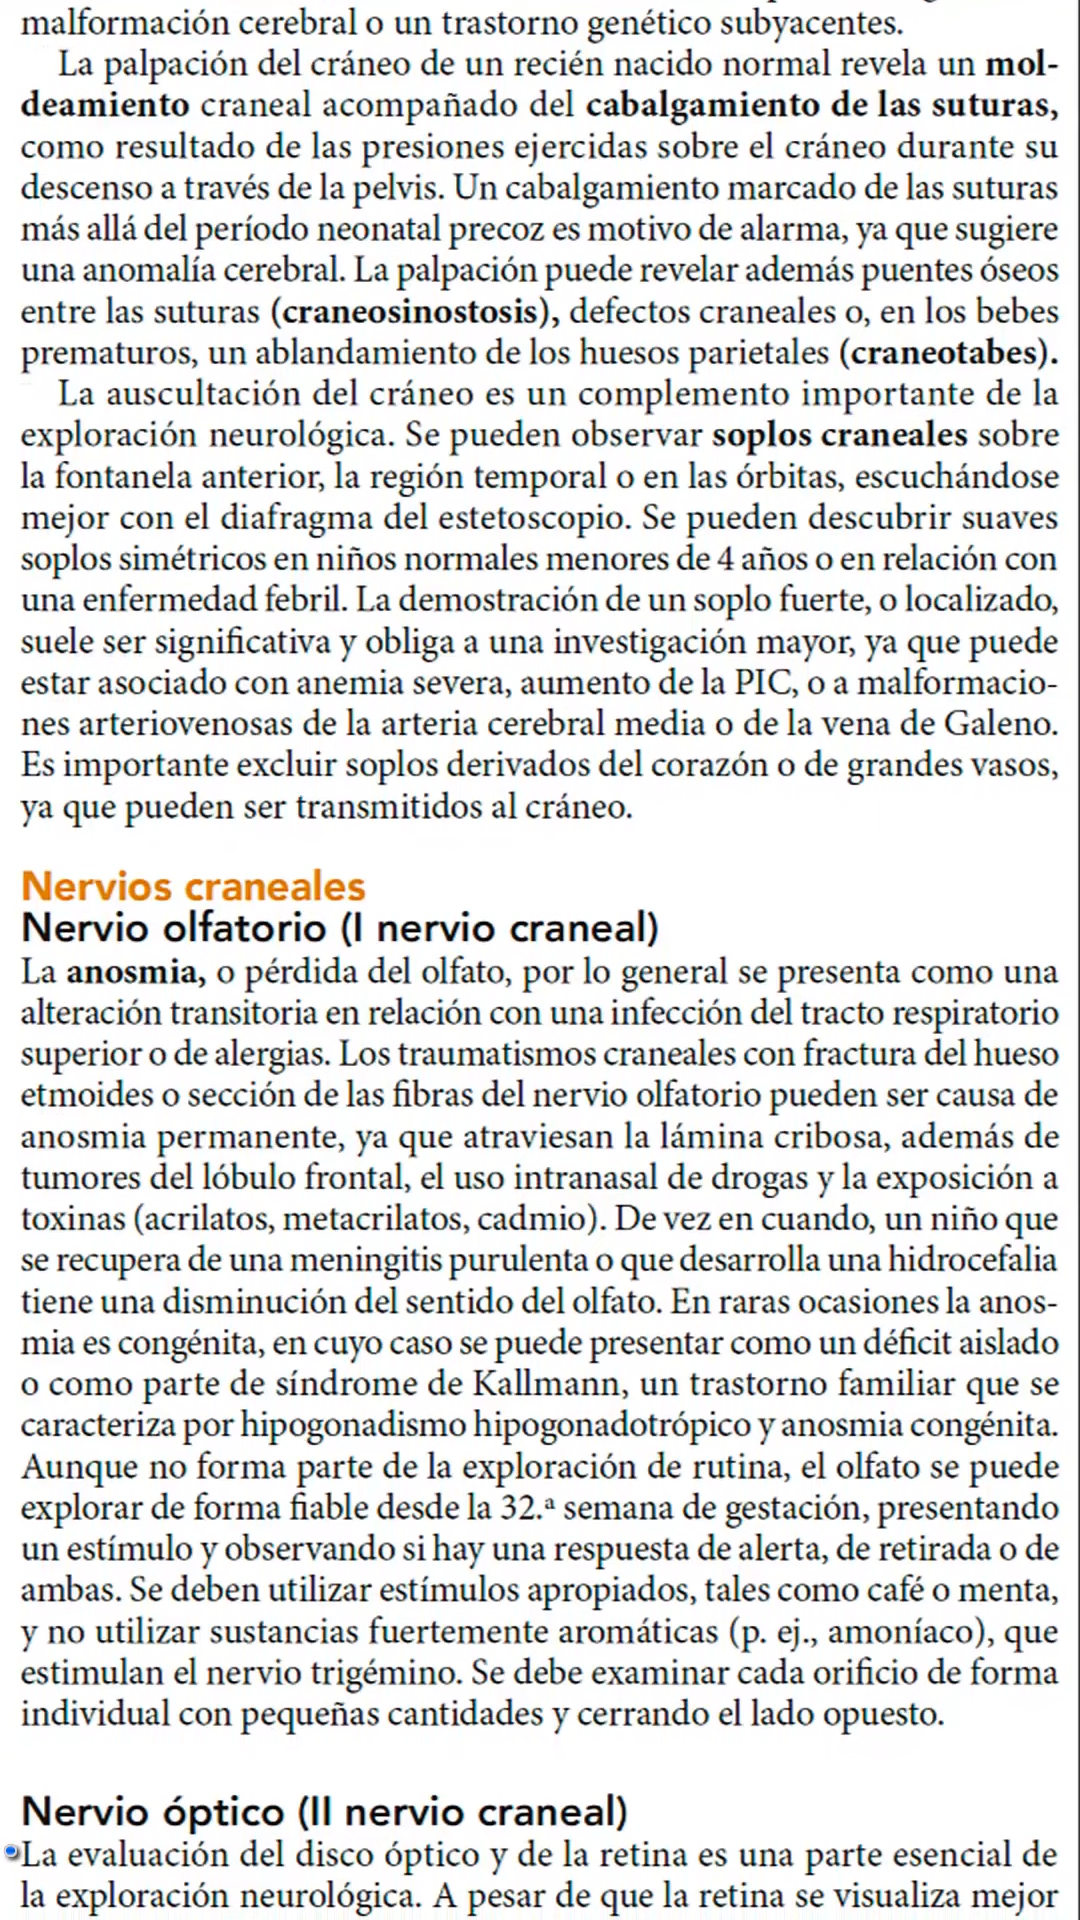 malformación cerebral o un trastorno genético subyacentes.
La palpación del cráneo de un recién nacido normal revela un mol-
deamiento craneal acompañado del cabalgamiento de las suturas,
como resultado de las presiones ejercidas sobre el cráneo durante su
descenso a través de la pelvis. Un cabalgamiento marcado de las suturas
más allá del período neonatal precoz es motivo de alarma, ya que sugiere
una anomalía cerebral. La palpación puede revelar además puentes óseos
entre las suturas (craneosinostosis), defectos craneales o, en los bebes
prematuros, un ablandamiento de los huesos parietales (craneotabes).
La auscultación del cráneo es un complemento importante de la
exploración neurológica. Se pueden observar soplos craneales sobre
la fontanela anterior, la región temporal o en las órbitas, escuchándose
mejor con el diafragma del estetoscopio. Se pueden descubrir suaves
soplos simétricos en niños normales menores de 4 años o en relación con
una enfermedad febril. La demostración de un soplo fuerte, o localizado,
suele ser significativa y obliga a una investigación mayor, ya que puede
estar asociado con anemia severa, aumento de la PIC, o a malformacio-
nes arteriovenosas de la arteria cerebral media o de la vena de Galeno.
Es importante excluir soplos derivados del corazón o de grandes vasos,
ya que pueden ser transmitidos al cráneo.
Nervios craneales
Nervio olfatorio (I nervio craneal)
La anosmia, o pérdida del olfato, por lo general se presenta como una
alteración transitoria en relación con una infección del tracto respiratorio
superior o de alergias. Los traumatismos craneales con fractura del hueso
etmoides o sección de las fibras del nervio olfatorio pueden ser causa de
anosmia permanente, ya que atraviesan la lámina cribosa, además de
tumores del lóbulo frontal, el uso intranasal de drogas y la exposición a
toxinas (acrilatos, metacrilatos, cadmio). De vez en cuando, un niño que
se recupera de una meningitis purulenta o que desarrolla una hidrocefalia
tiene una disminución del sentido del olfato. En raras ocasiones la anos-
mia es congénita, en cuyo caso se puede presentar como un déficit aislado
o como parte de síndrome de Kallmann, un trastorno familiar que se
caracteriza por hipogonadismo hipogonadotrópico y anosmia congénita.
Aunque no forma parte de la exploración de rutina, el olfato se puede
explorar de forma fiable desde la 32.ª semana de gestación, presentando
un estímulo y observando si hay una respuesta de alerta, de retirada o de
ambas. Se deben utilizar estímulos apropiados, tales como café o menta,
y no utilizar sustancias fuertemente aromáticas (p. ej., amoníaco), que
estimulan el nervio trigémino. Se debe examinar cada orificio de forma
individual con pequeñas cantidades y cerrando el lado opuesto.
Nervio óptico (II nervio craneal)
La evaluación del disco óptico y de la retina es una parte esencial de
la exploración neurológica. A pesar de que la retina se visualiza mejor